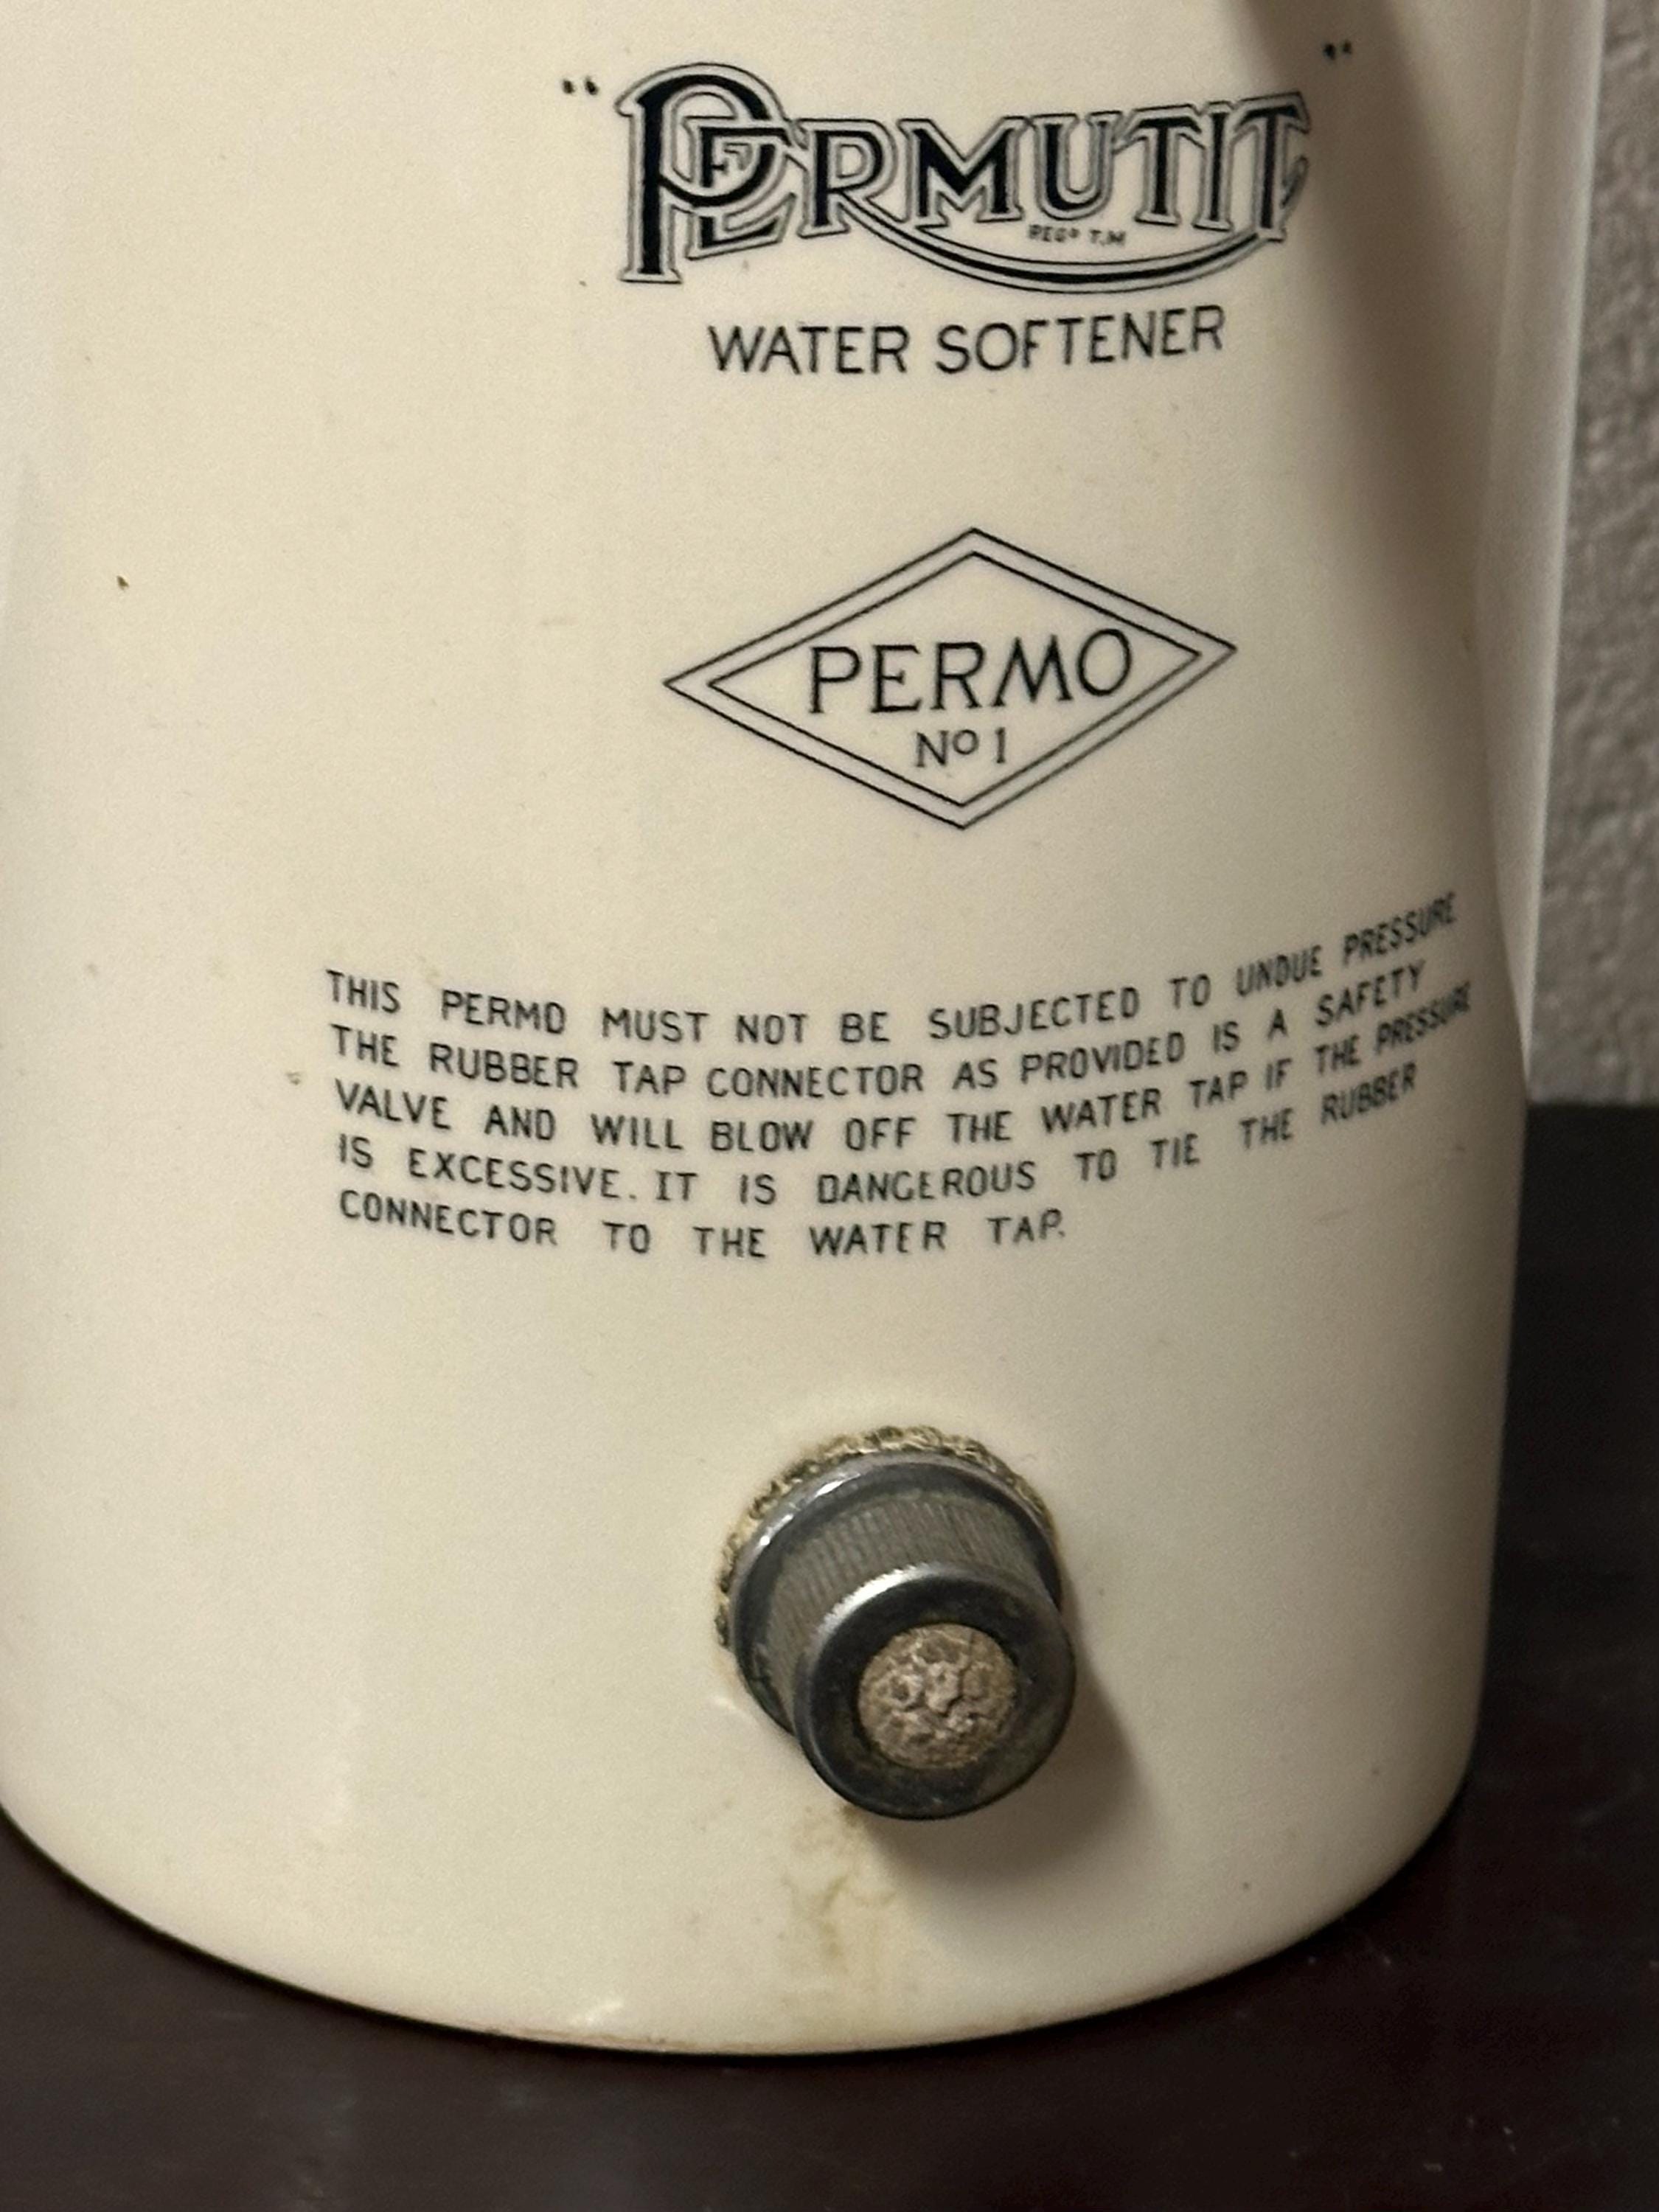 "PERMUTIT"
REGD T.M
WATER SOFTENER
PERMO
No 1
THIS PERMO MUST NOT BE SUBJECTED TO UNDUE PRESSURE
THE RUBBER TAP CONNECTOR AS PROVIDED IS A SAFETY
VALVE AND WILL BLOW OFF THE WATER TAP IF THE PRESSURE
IS EXCESSIVE. IT IS DANGEROUS TO TIE THE RUBBER
CONNECTOR TO THE WATER TAP.